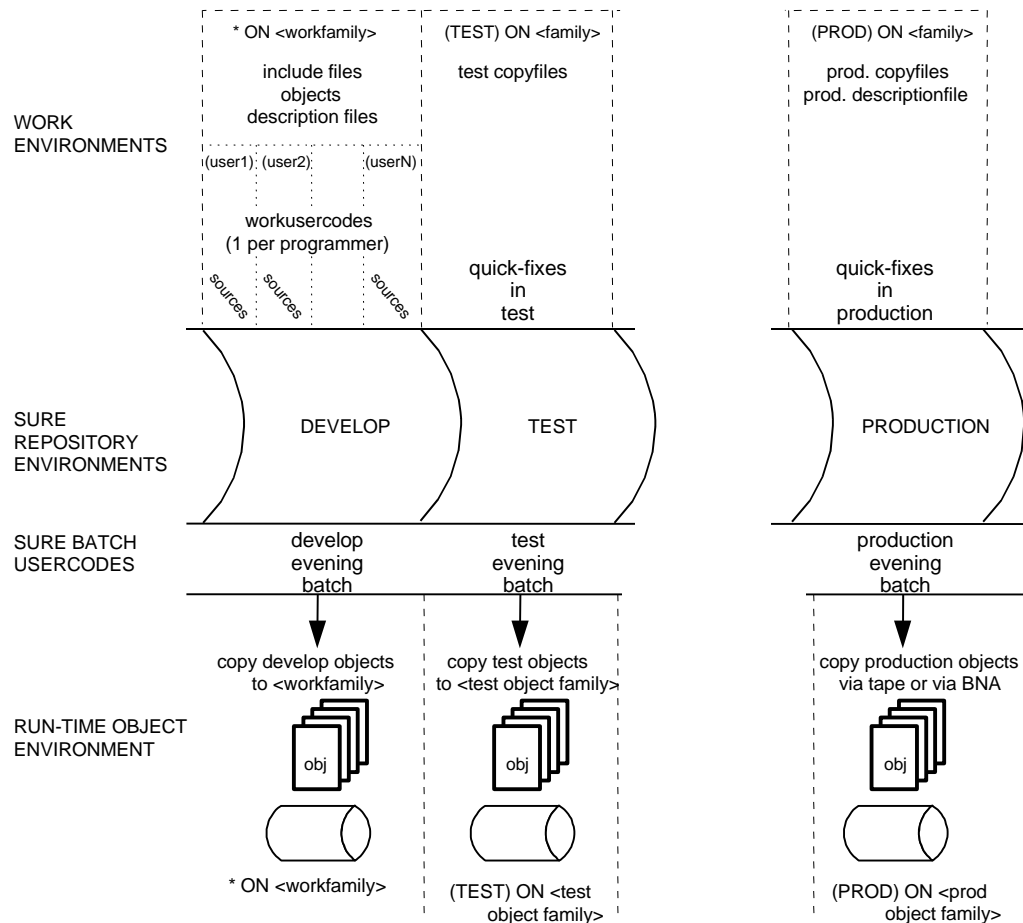 * ON <workfamily>
(TEST) ON <family>
(PROD) ON <family>
include files
objects
description files
test copyfiles
prod. copyfiles
prod. descriptionfile
WORK
ENVIRONMENTS
(user1)
(user2)
(userN)
workusercodes
(1 per programmer)
sources
sources
sources
quick-fixes
in
test
quick-fixes
in
production
SURE
REPOSITORY
ENVIRONMENTS
DEVELOP
TEST
PRODUCTION
SURE BATCH
USERCODES
develop
evening
batch
test
evening
batch
production
evening
batch
copy develop objects
to <workfamily>
copy test objects
to <test object family>
copy production objects
via tape or via BNA
RUN-TIME OBJECT
ENVIRONMENT
obj
obj
obj
* ON <workfamily>
(TEST) ON <test
object family>
(PROD) ON <prod
object family>